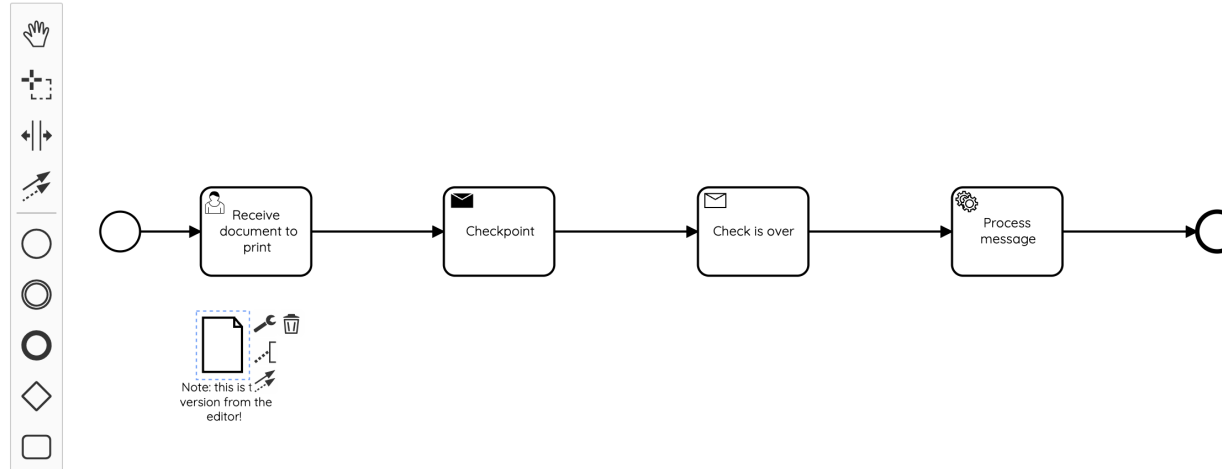 Receive
document to
print
Checkpoint
Check is over
Process
message
Note: this is
version from the
editor!